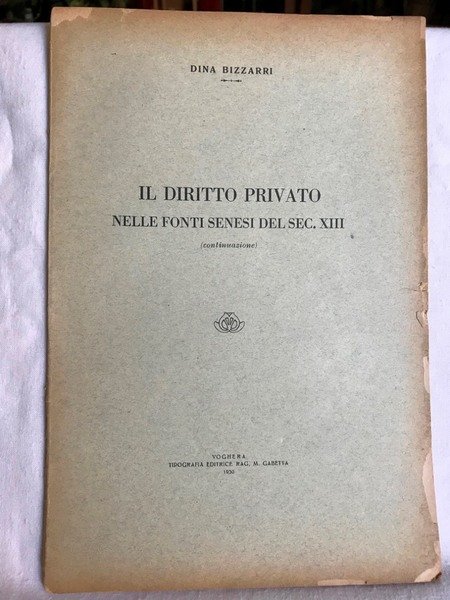 DINA BIZZARRI
IL DIRITTO PRIVATO
NELLE FONTI SENESI DEL SEC. XIII
(continuazione)
VOGHERA
TIPOGRAFIA EDITRICE RAG. M. GABETTA
1930